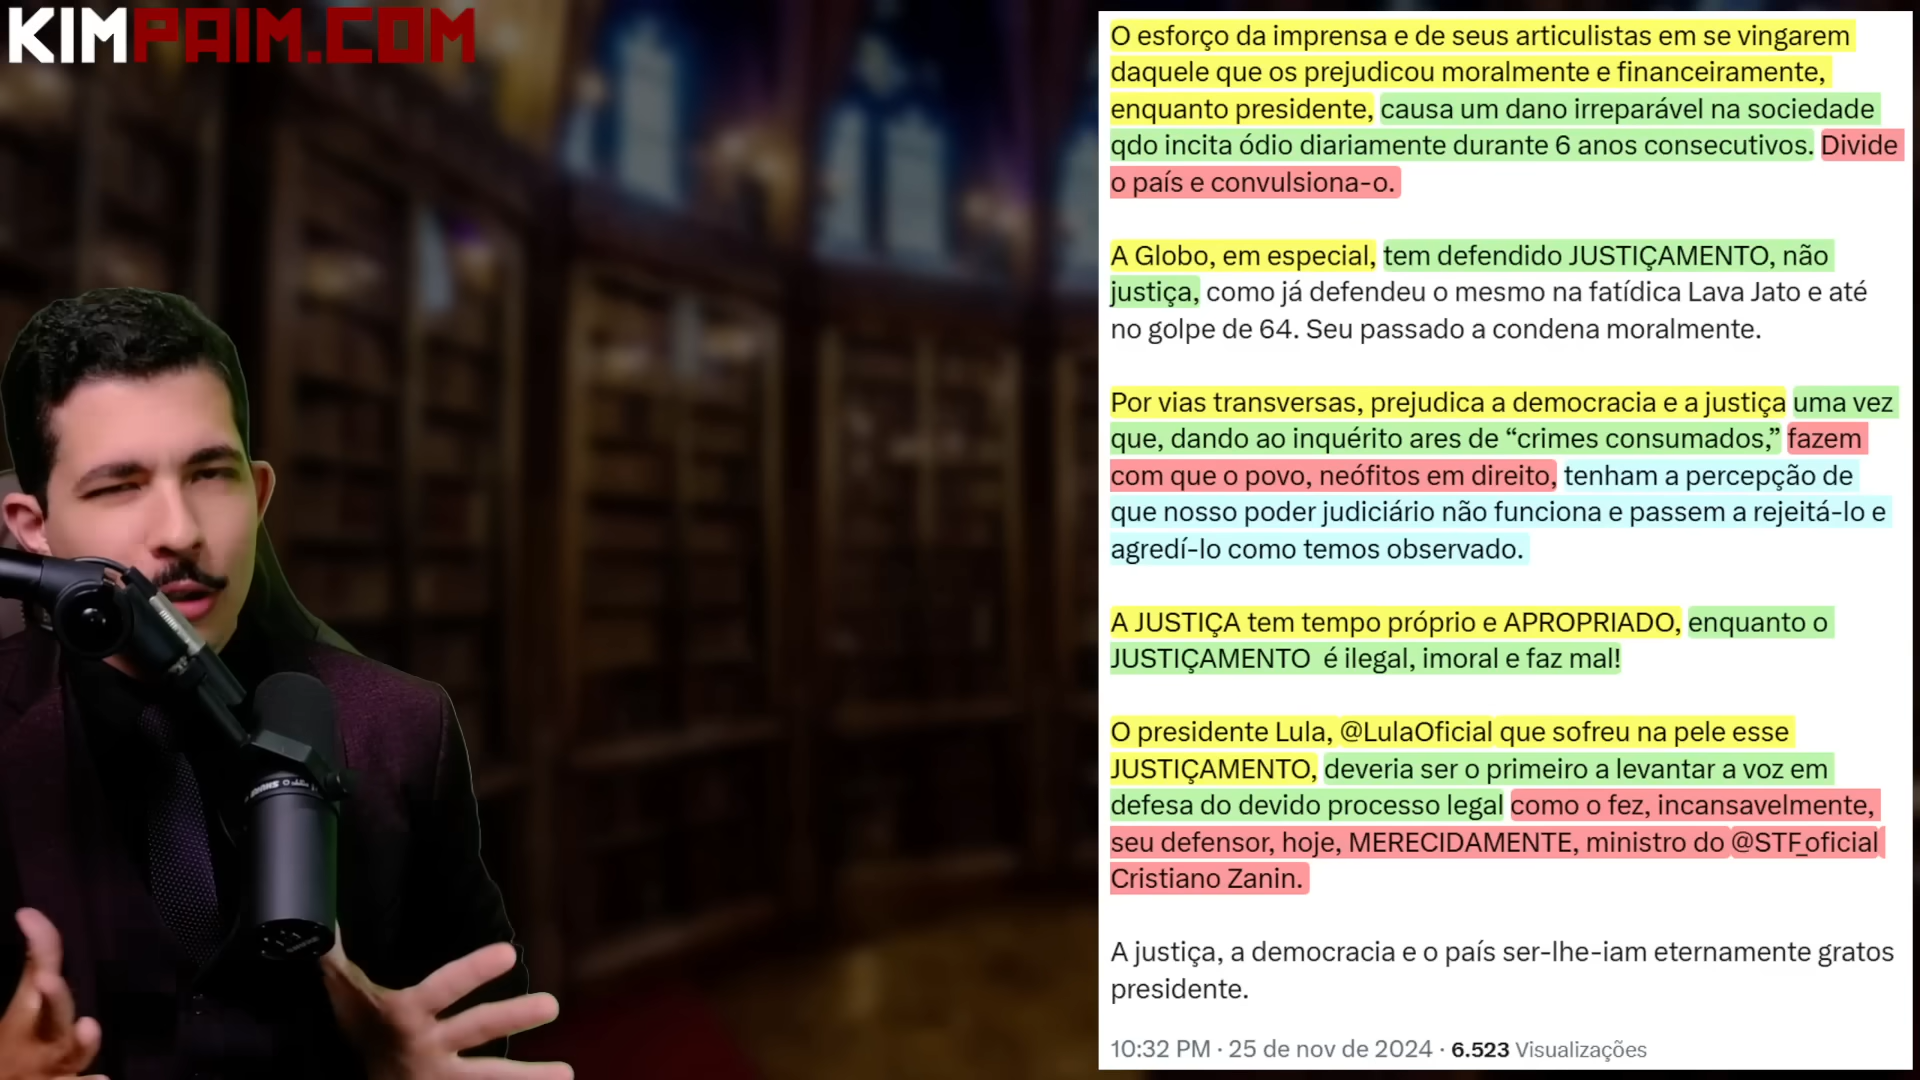 KIMPAIM.COM
O esforço da imprensa e de seus articulistas em se vingarem
daquele que os prejudicou moralmente e financeiramente,
enquanto presidente, causa um dano irreparável na sociedade
qdo incita ódio diariamente durante 6 anos consecutivos. Divide
o país e convulsiona-o.
A Globo, em especial, tem defendido JUSTIÇAMENTO, não
justiça, como já defendeu o mesmo na fatídica Lava Jato e até
no golpe de 64. Seu passado a condena moralmente.
Por vias transversas, prejudica a democracia e a justiça uma vez
que, dando ao inquérito ares de “crimes consumados,” fazem
com que o povo, neófitos em direito, tenham a percepção de
que nosso poder judiciário não funciona e passem a rejeitá-lo e
agredí-lo como temos observado.
A JUSTIÇA tem tempo próprio e APROPRIADO, enquanto o
JUSTIÇAMENTO é ilegal, imoral e faz mal!
O presidente Lula, @LulaOficial que sofreu na pele esse
JUSTIÇAMENTO, deveria ser o primeiro a levantar a voz em
defesa do devido processo legal como o fez, incansavelmente,
seu defensor, hoje, MERECIDAMENTE, ministro do @STF_oficial
Cristiano Zanin.
A justiça, a democracia e o país ser-lhe-iam eternamente gratos
presidente.
10:32 PM · 25 de nov de 2024 · 6.523 Visualizações